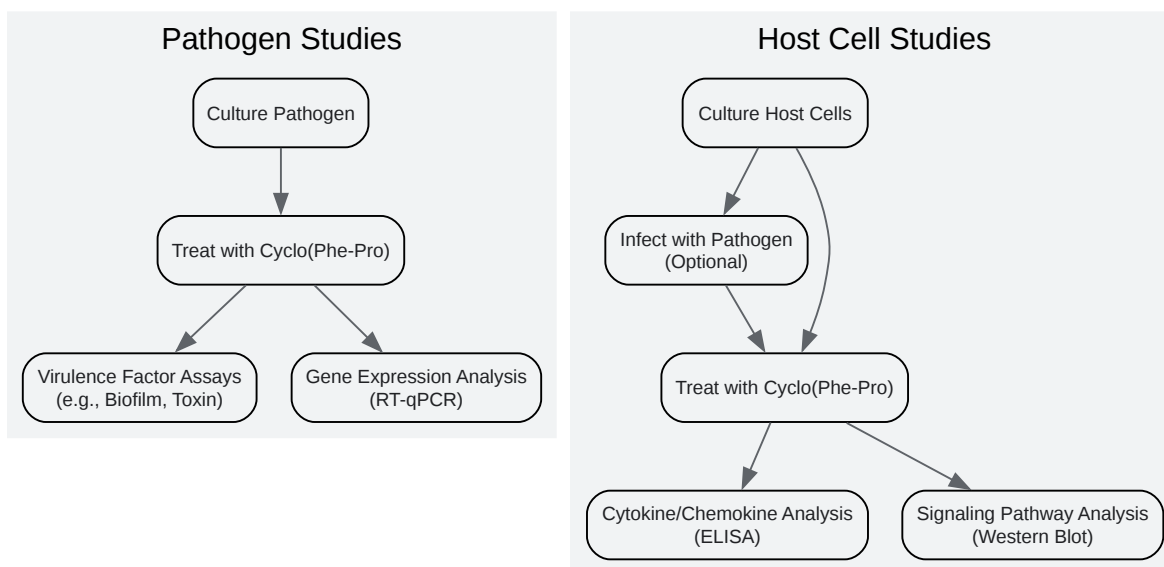 Pathogen Studies
Culture Pathogen
Treat with Cyclo(Phe-Pro)
Virulence Factor Assays
(e.g., Biofilm, Toxin)
Gene Expression Analysis
(RT-qPCR)
Host Cell Studies
Culture Host Cells
Infect with Pathogen
(Optional)
Treat with Cyclo(Phe-Pro)
Cytokine/Chemokine Analysis
(ELISA)
Signaling Pathway Analysis
(Western Blot)